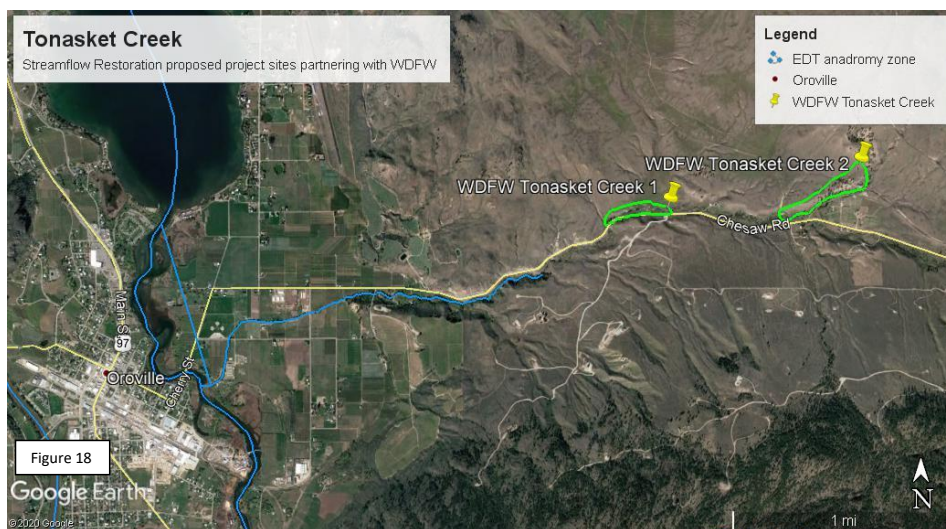 Tonasket Creek
Streamflow Restoration proposed project sites partnering with WDFW
Legend
EDT anadromy zone
Oroville
WDFW Tonasket Creek
WDFW Tonasket Creek 2
WDFW Tonasket Creek 1
Chesaw Rd
Main St
97
Cherry St
Oroville
Figure 18
Google Earth
©2020 Google
N
1 mi